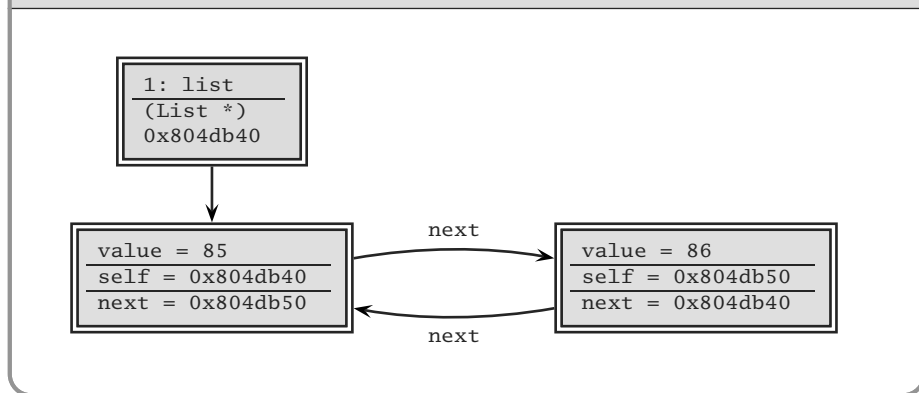 1: list
(List *)
0x804db40
next
value = 85
self = 0x804db40
next = 0x804db50
value = 86
self = 0x804db50
next = 0x804db40
next